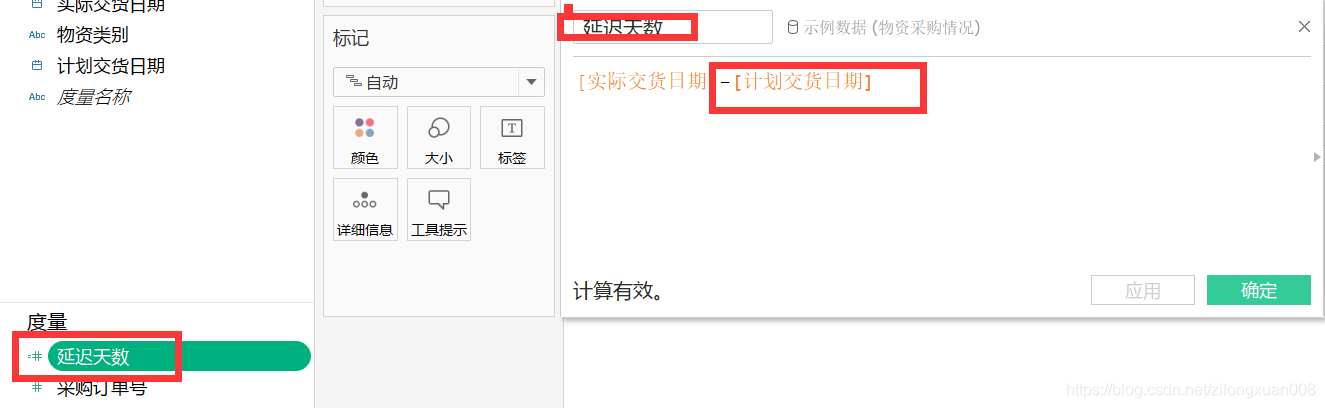 实际交货日期
Abc 物资类别
计划交货日期
Abc 度量名称
度量
延迟天数
采购订单号
标记
自动
颜色
大小
T
标签
详细信息
工具提示
延迟天数
示例数据 (物资采购情况)
[实际交货日期]-[计划交货日期]
计算有效。
应用
确定
https://blog.csdn.net/zilongxuan008